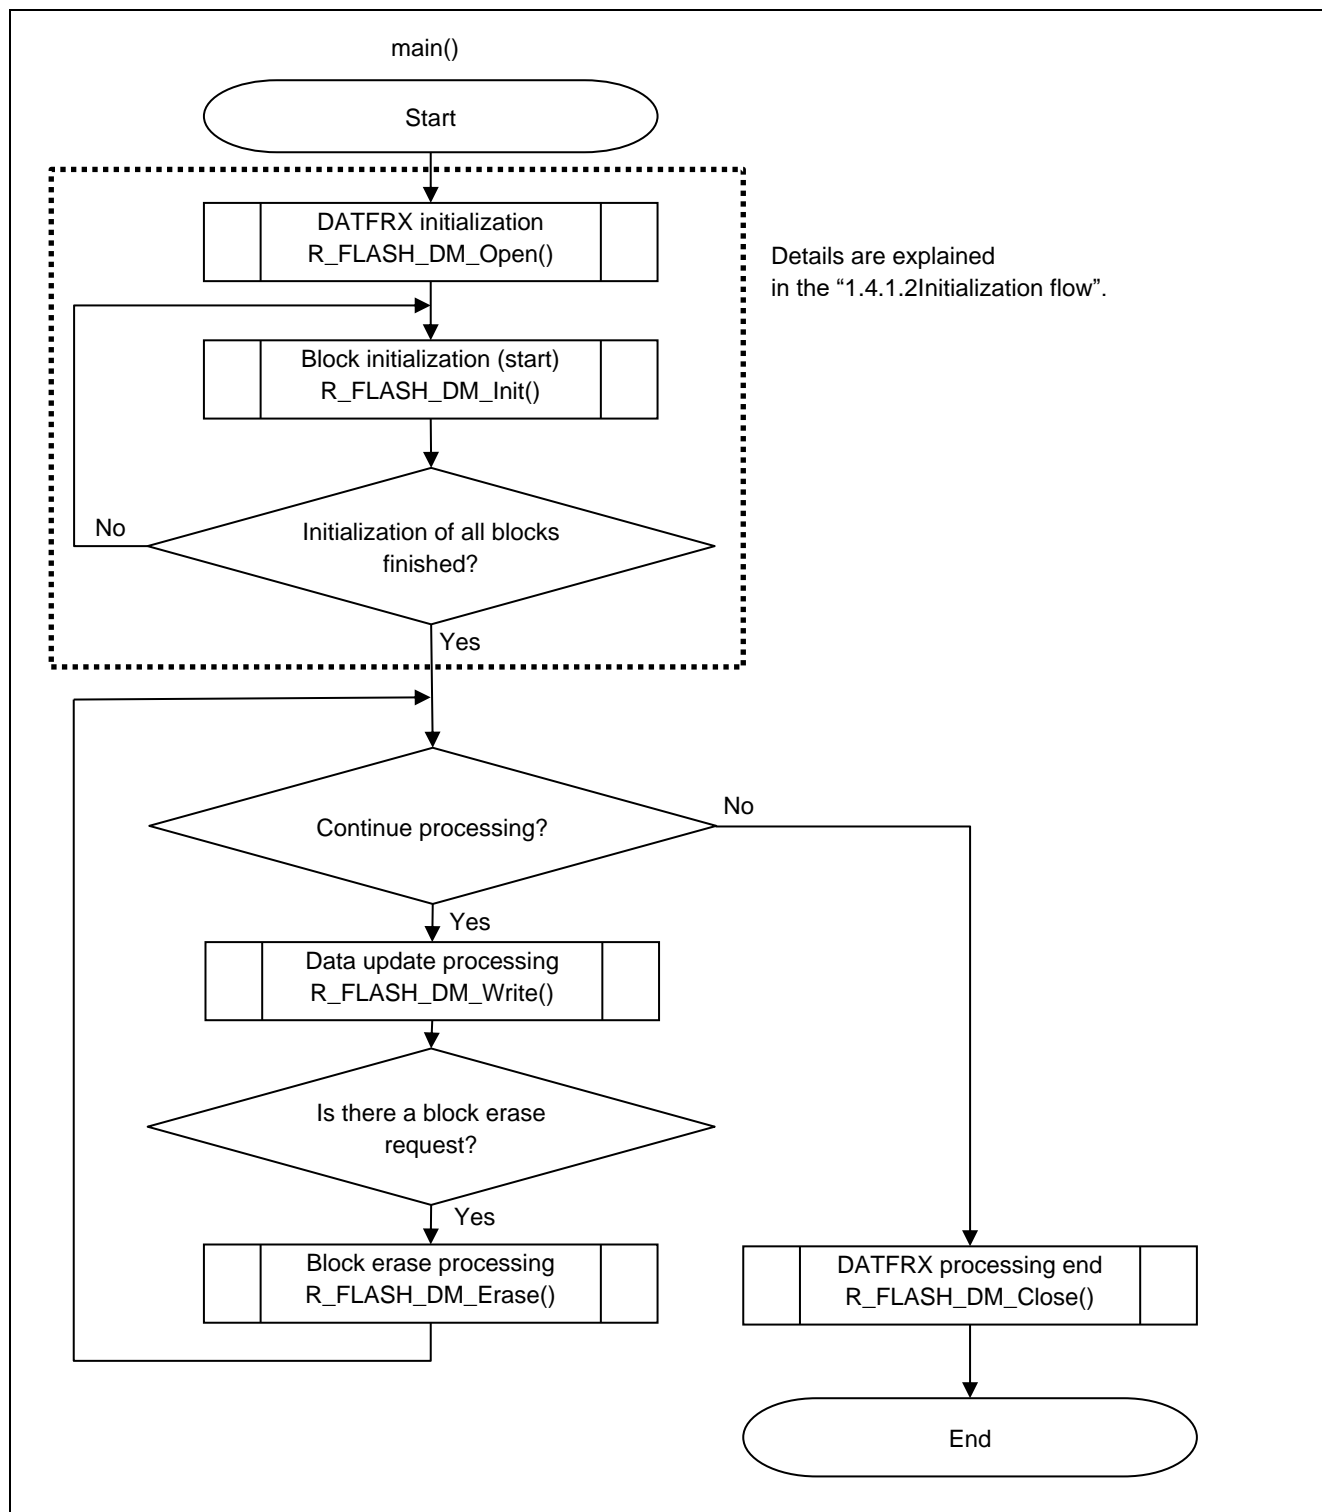 main()
Start
DATFRX initialization
R_FLASH_DM_Open()
Details are explained
in the “1.4.1.2Initialization flow”.
Block initialization (start)
R_FLASH_DM_Init()
No
Initialization of all blocks
finished?
Yes
No
Continue processing?
Yes
Data update processing
R_FLASH_DM_Write()
Is there a block erase
request?
Yes
Block erase processing
R_FLASH_DM_Erase()
DATFRX processing end
R_FLASH_DM_Close()
End